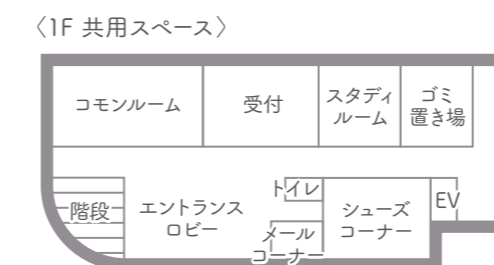 〈1F 共用スペース〉
コモンルーム
受付
スタディ
ルーム
ゴミ
置き場
階段
エントランス
ロビー
トイレ
メール
コーナー
シューズ
コーナー
EV